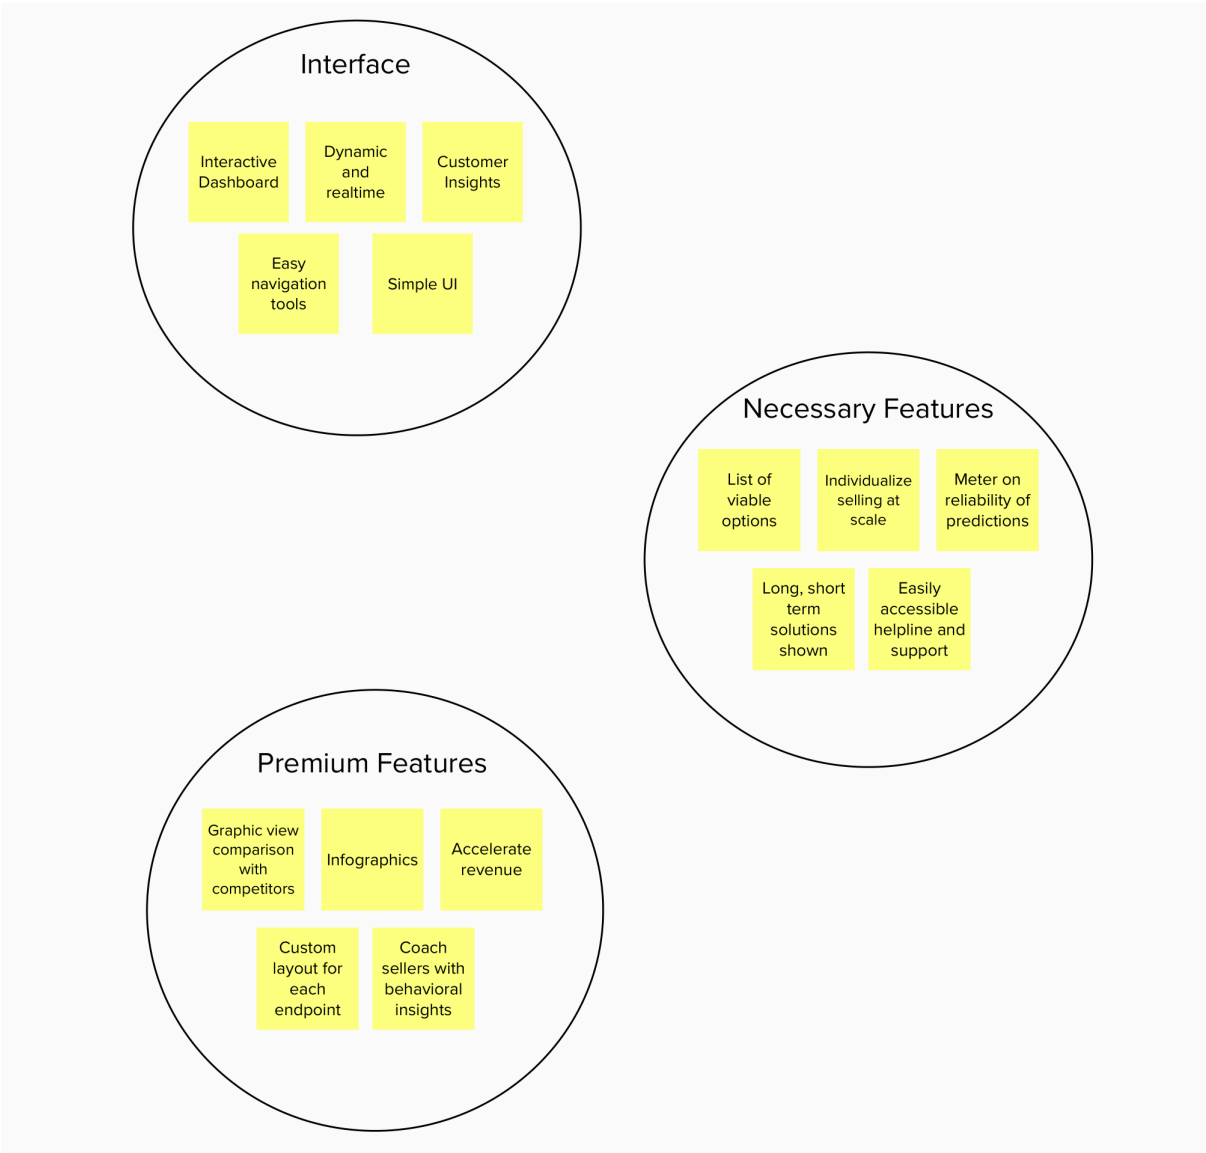 Interface
Interactive
Dashboard
Dynamic
and
realtime
Customer
Insights
Easy
navigation
tools
Simple UI
Necessary Features
List of
viable
options
Individualize
selling at
scale
Meter on
reliability of
predictions
Long, short
term
solutions
shown
Easily
accessible
helpline and
support
Premium Features
Graphic view
comparison
with
competitors
Infographics
Accelerate
revenue
Custom
layout for
each
endpoint
Coach
sellers with
behavioral
insights